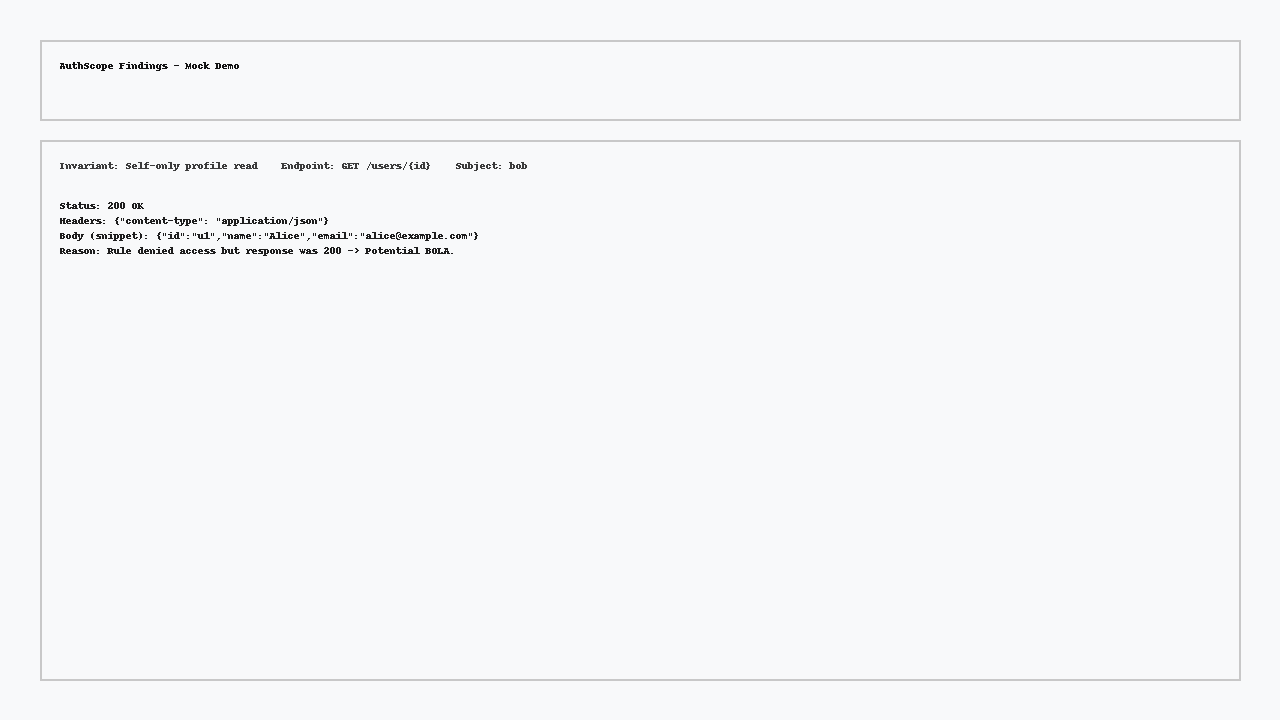 AuthScope Findings - Mock Demo
Invariant: Self-only profile read    Endpoint: GET /users/{id}    Subject: bob
Status: 200 OK
Headers: {"content-type": "application/json"}
Body (snippet): {"id":"u1","name":"Alice","email":"alice@example.com"}
Reason: Rule denied access but response was 200 -> Potential BOLA.